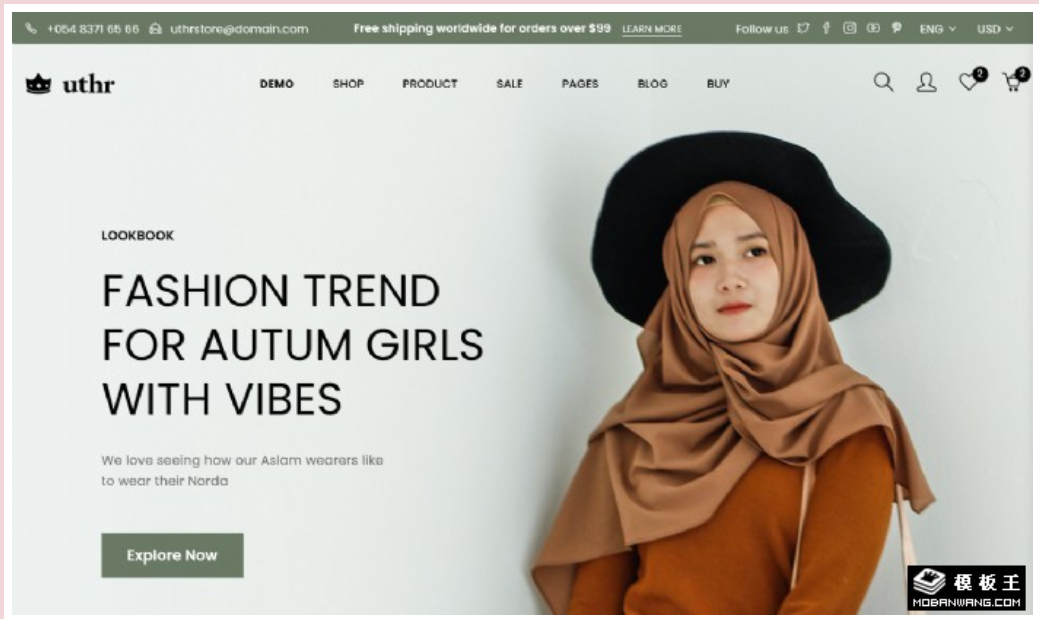 +054 8371 65 66 uthrstore@domain.com Free shipping worldwide for orders over $99 LEARN MORE Follow us ENG USD
uthr DEMO SHOP PRODUCT SALE PAGES BLOG BUY 2 2
LOOKBOOK
FASHION TREND
FOR AUTUM GIRLS
WITH VIBES
We love seeing how our Aslam wearers like
to wear their Norda
Explore Now
模板王
MOBANWANG.COM